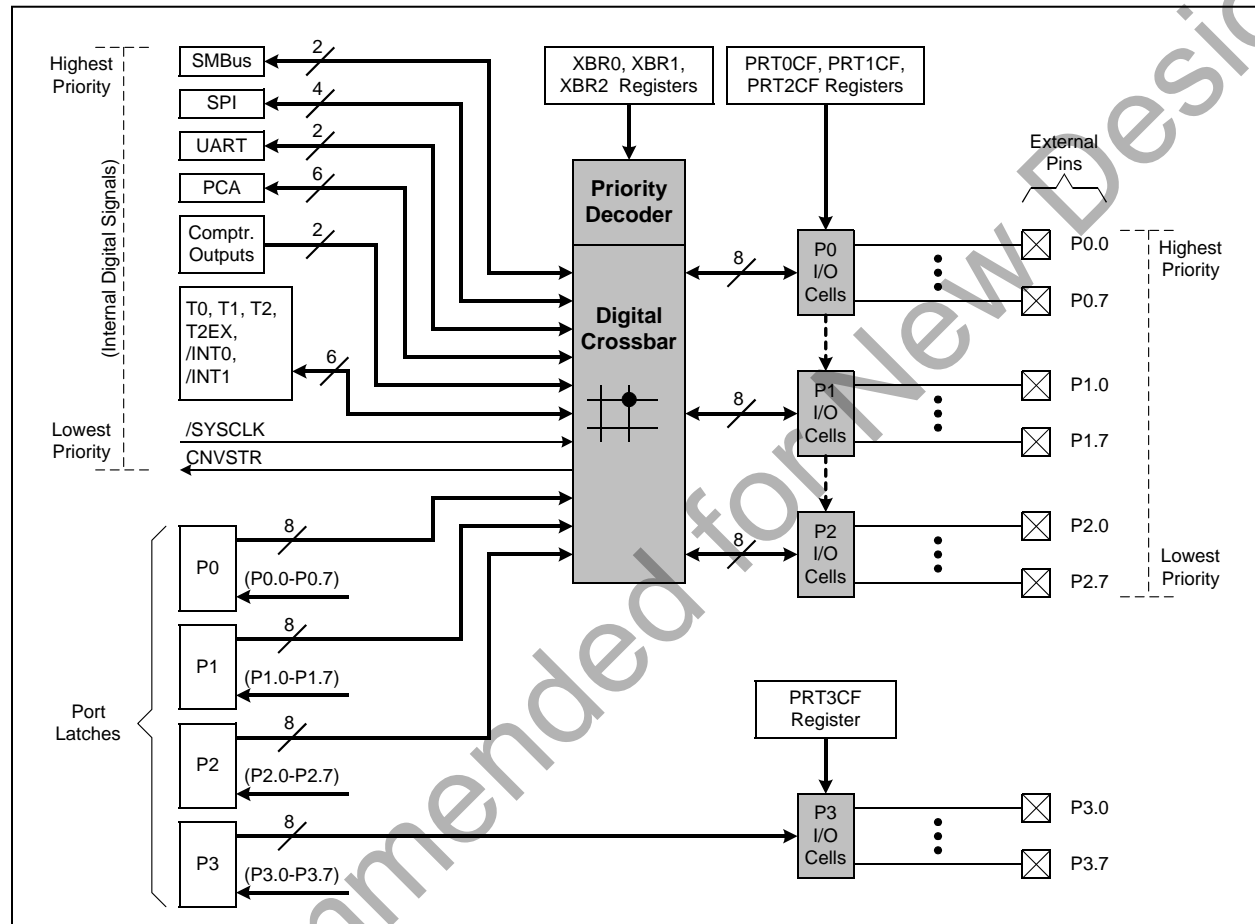 Highest
Priority
(Internal Digital Signals)
Lowest
Priority
SMBus
2
SPI
4
UART
2
PCA
6
Comptr.
Outputs
2
T0, T1, T2,
T2EX,
/INT0,
/INT1
6
/SYSCLK
CNVSTR
XBR0, XBR1,
XBR2 Registers
PRT0CF, PRT1CF,
PRT2CF Registers
Priority
Decoder
Digital
Crossbar
8
P0
I/O
Cells
8
P1
I/O
Cells
8
P2
I/O
Cells
External
Pins
P0.0
P0.7
P1.0
P1.7
P2.0
P2.7
Highest
Priority
Lowest
Priority
Port
Latches
P0
8
(P0.0-P0.7)
P1
8
(P1.0-P1.7)
P2
8
(P2.0-P2.7)
P3
8
(P3.0-P3.7)
PRT3CF
Register
P3
I/O
Cells
P3.0
P3.7
for New